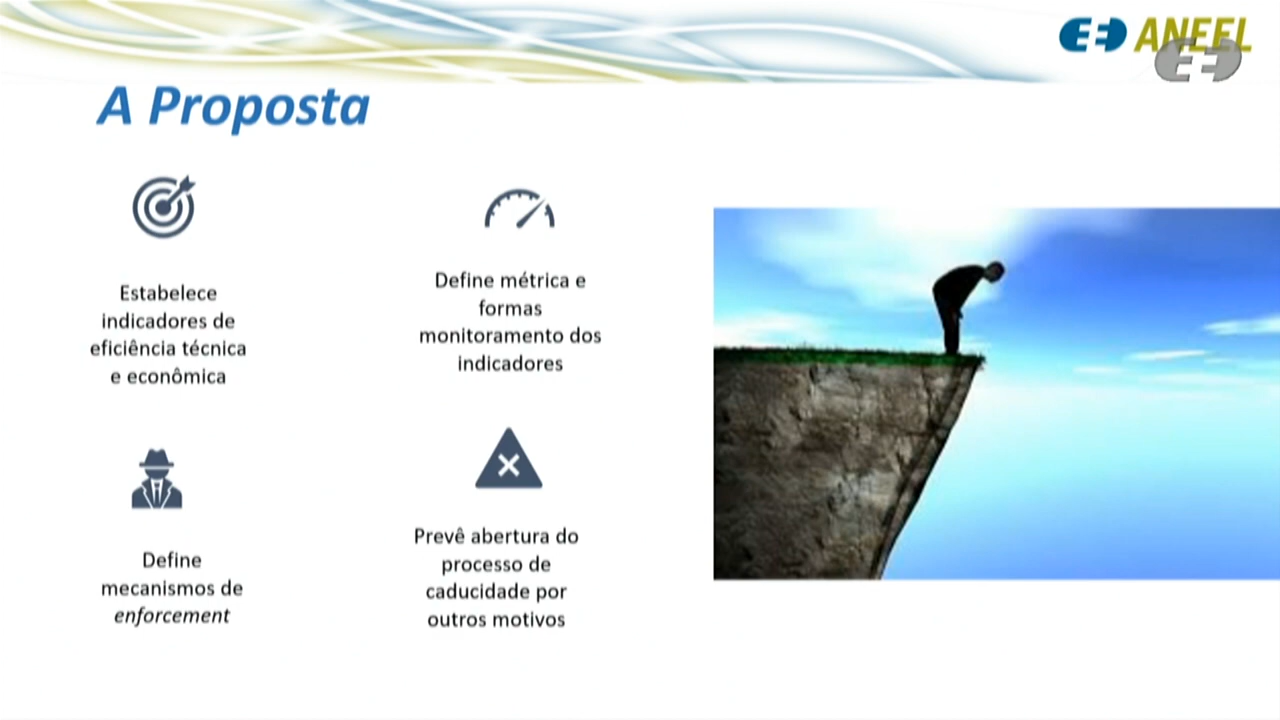 ANEEL
A Proposta
Estabelece
indicadores de
eficiência técnica
e econômica
Define métrica e
formas
monitoramento dos
indicadores
Define
mecanismos de
enforcement
Prevê abertura do
processo de
caducidade por
outros motivos